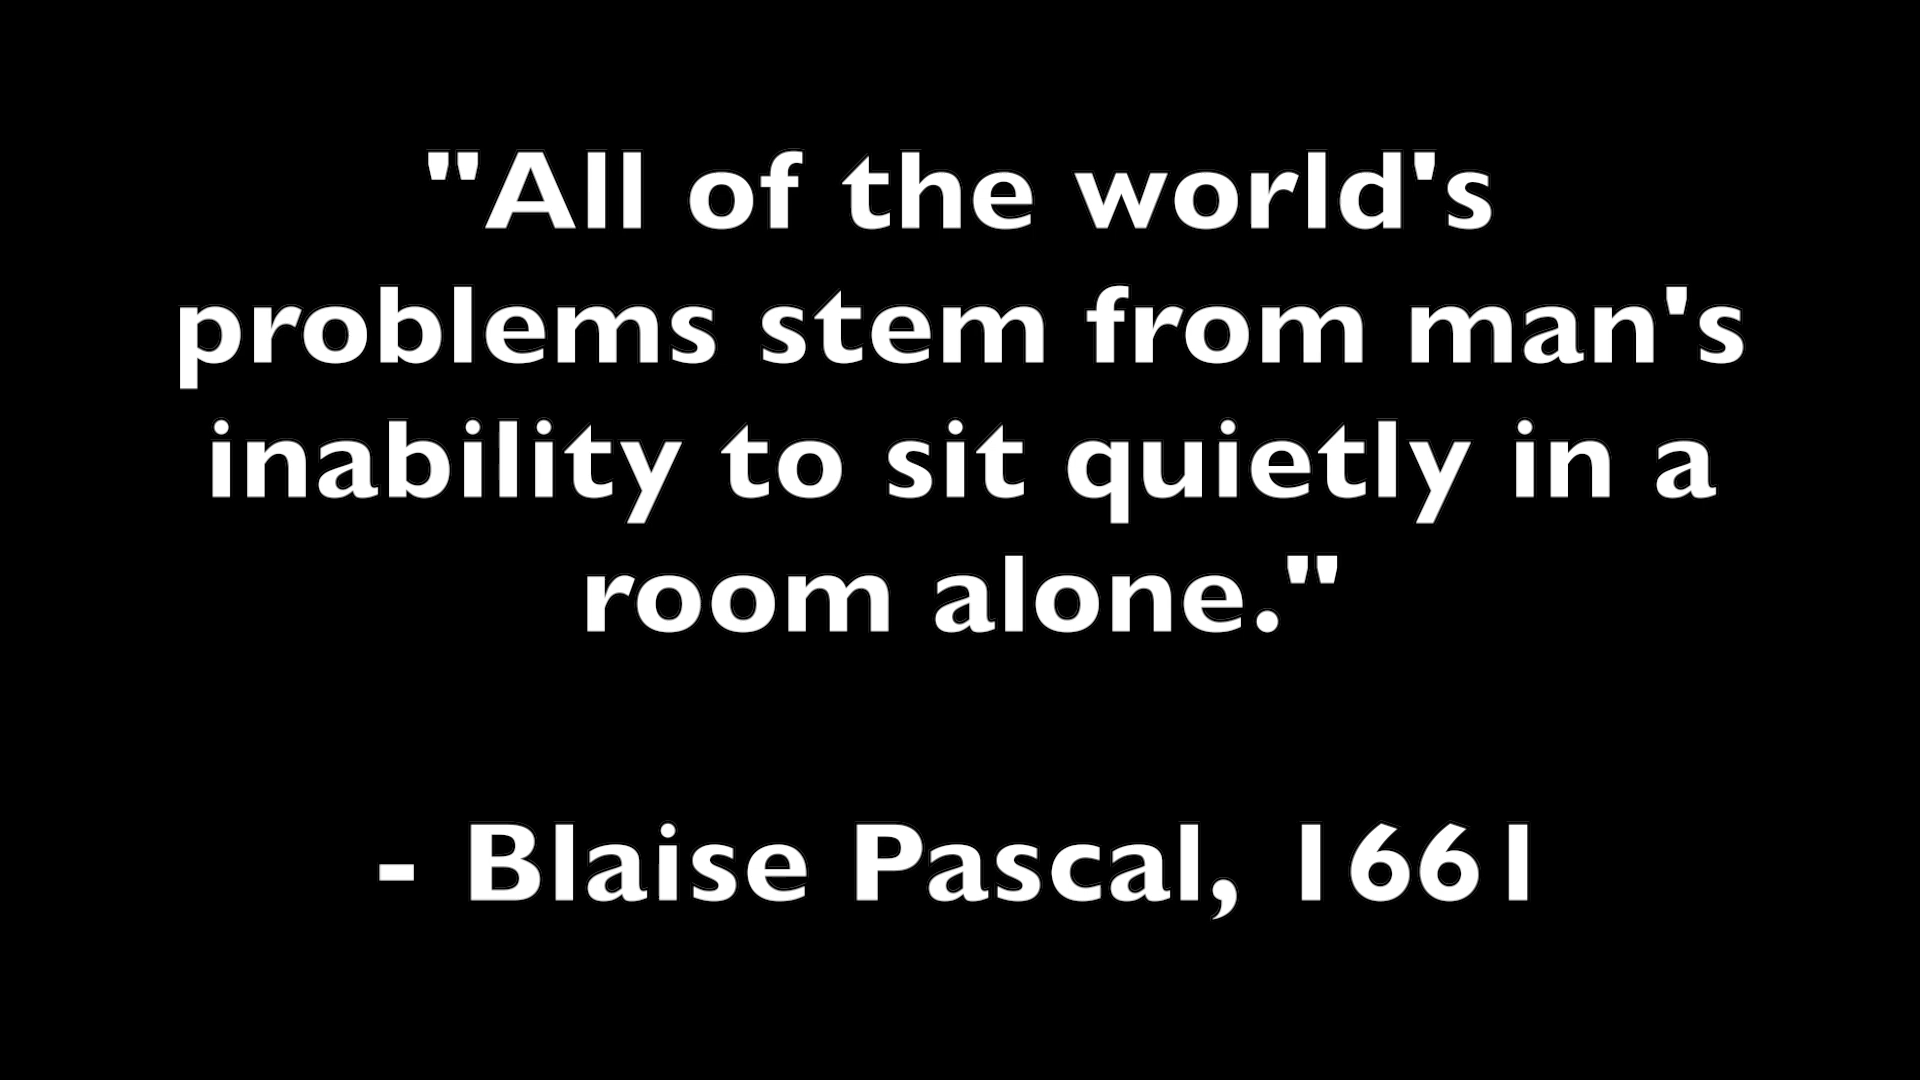 "All of the world's
problems stem from man's
inability to sit quietly in a
room alone."
- Blaise Pascal, 1661